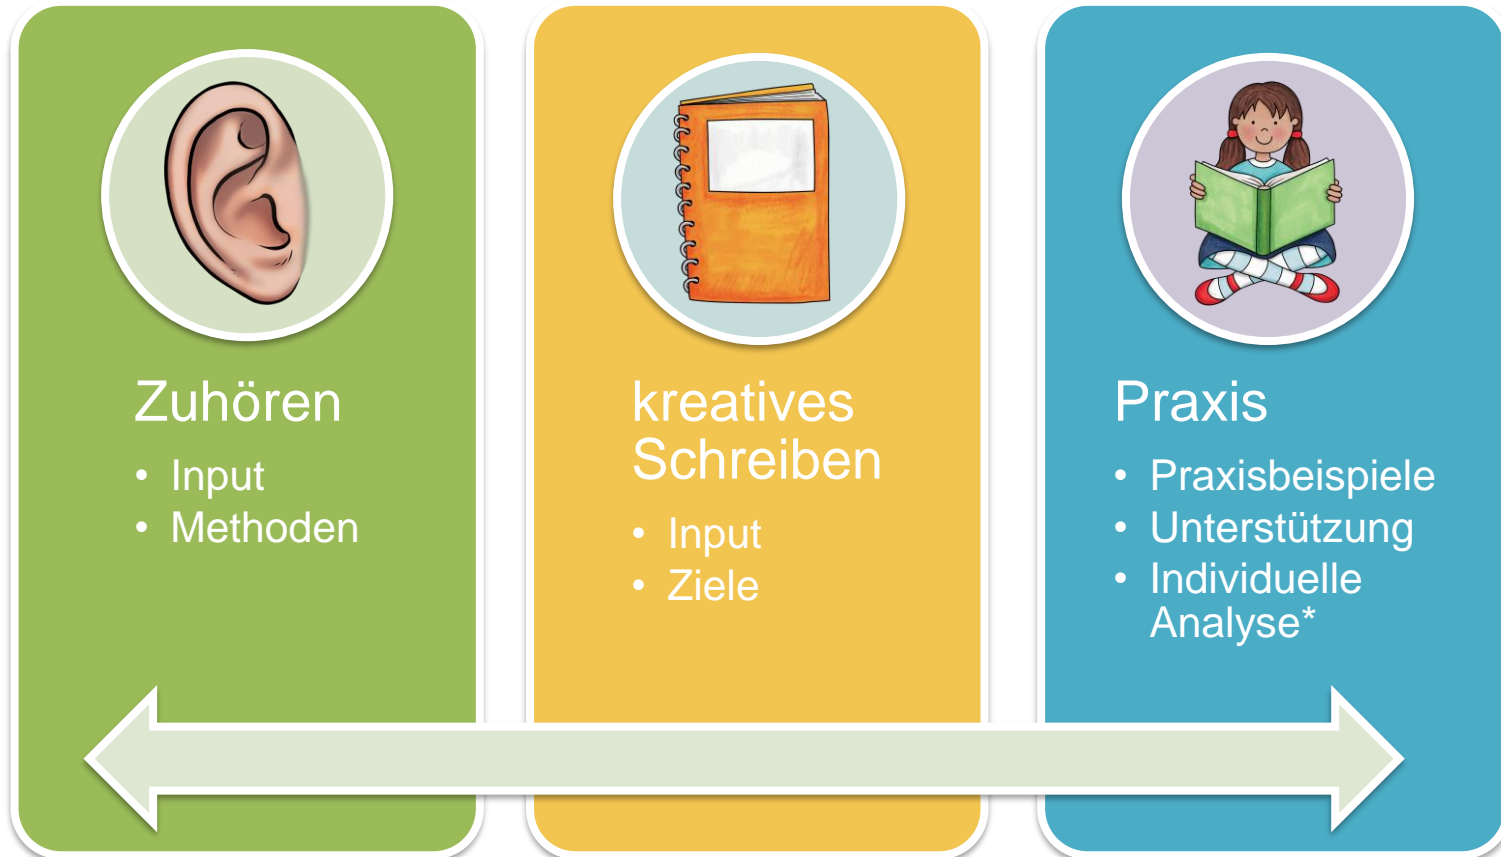 Zuhören
• Input
• Methoden
kreatives
Schreiben
• Input
• Ziele
Praxis
• Praxisbeispiele
• Unterstützung
• Individuelle
Analyse*